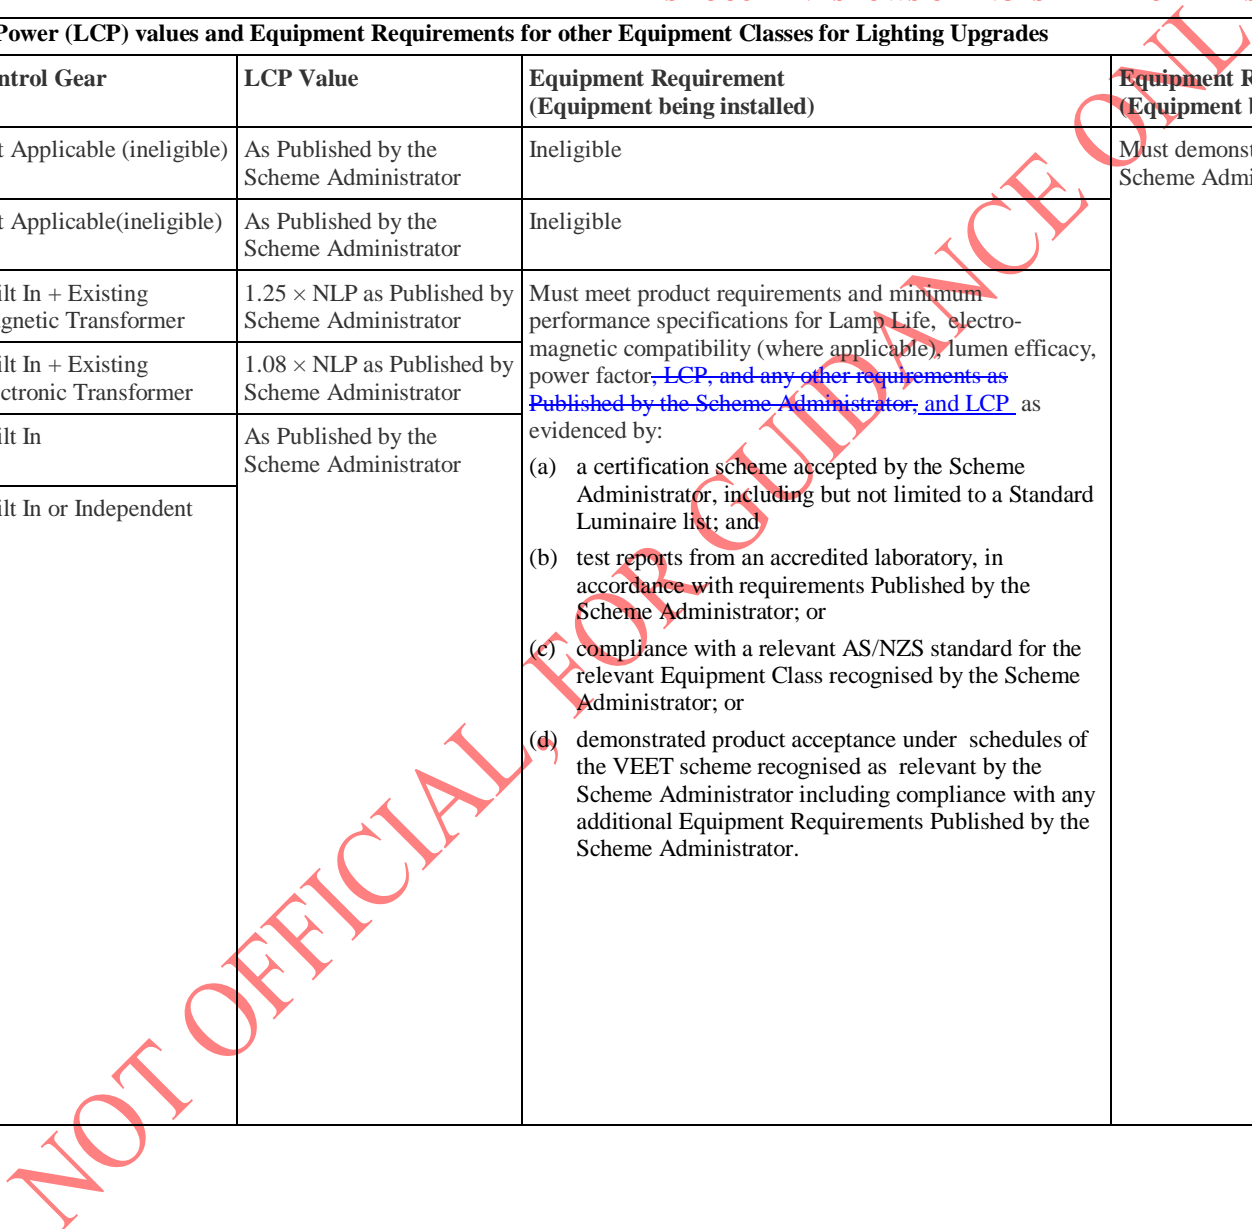 Power (LCP) values and Equipment Requirements for other Equipment Classes for Lighting Upgrades
ntrol Gear
LCP Value
Equipment Requirement
(Equipment being installed)
Equipment R
(Equipment
t Applicable (ineligible)
As Published by the
Scheme Administrator
Ineligible
Must demonst
Scheme Admi
t Applicable(ineligible)
As Published by the
Scheme Administrator
Ineligible
ilt In + Existing
gnetic Transformer
1.25 × NLP as Published by
Scheme Administrator
ilt In + Existing
ctronic Transformer
1.08 × NLP as Published by
Scheme Administrator
ilt In
As Published by the
Scheme Administrator
ilt In or Independent
Must meet product requirements and minimum
performance specifications for Lamp Life, electro-
magnetic compatibility (where applicable), lumen efficacy,
power factor, LCP, and any other requirements as
Published by the Scheme Administrator, and LCP as
evidenced by:
(a) a certification scheme accepted by the Scheme
Administrator, including but not limited to a Standard
Luminaire list; and
(b) test reports from an accredited laboratory, in
accordance with requirements Published by the
Scheme Administrator; or
(c) compliance with a relevant AS/NZS standard for the
relevant Equipment Class recognised by the Scheme
Administrator; or
(d) demonstrated product acceptance under schedules of
the VEET scheme recognised as relevant by the
Scheme Administrator including compliance with any
additional Equipment Requirements Published by the
Scheme Administrator.
NOT OFFICIAL, FOR GUIDANCE ONL